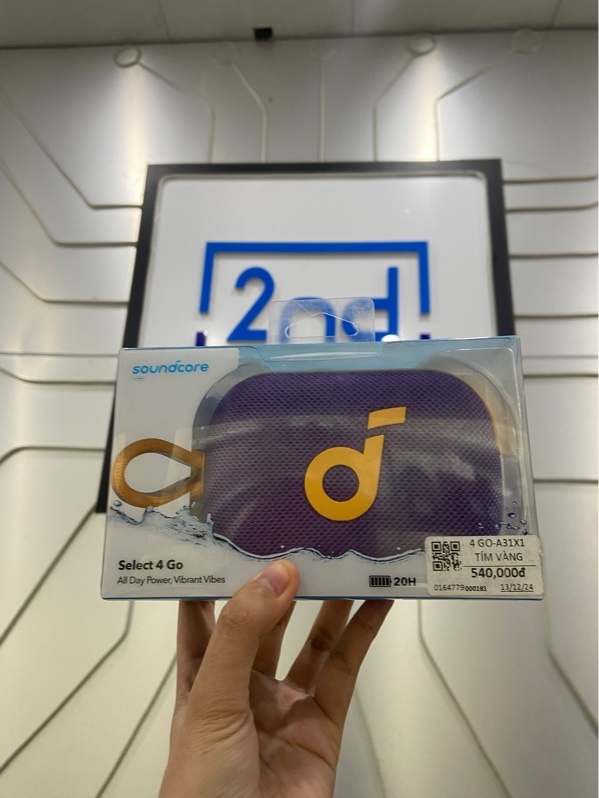 2nd
soundcore
Select 4 Go
All Day Power, Vibrant Vibes
20H
4 GO-A31X1
TÍM VÀNG
540,000đ
0164779000181 13/12/24